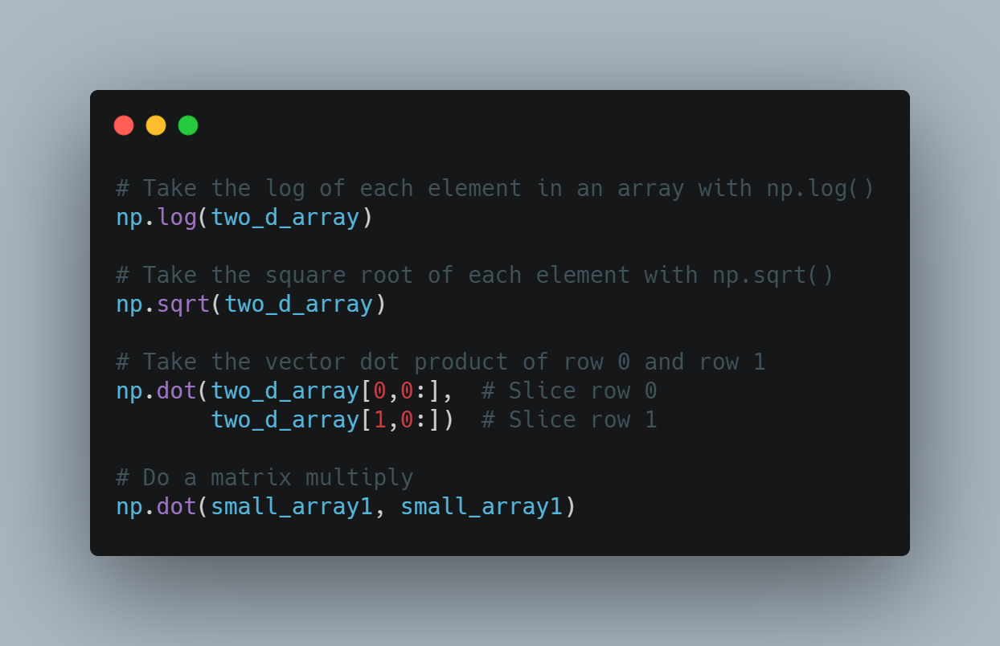 # Take the log of each element in an array with np.log()
np.log(two_d_array)

# Take the square root of each element with np.sqrt()
np.sqrt(two_d_array)

# Take the vector dot product of row 0 and row 1
np.dot(two_d_array[0,0:],  # Slice row 0
       two_d_array[1,0:])  # Slice row 1

# Do a matrix multiply
np.dot(small_array1, small_array1)